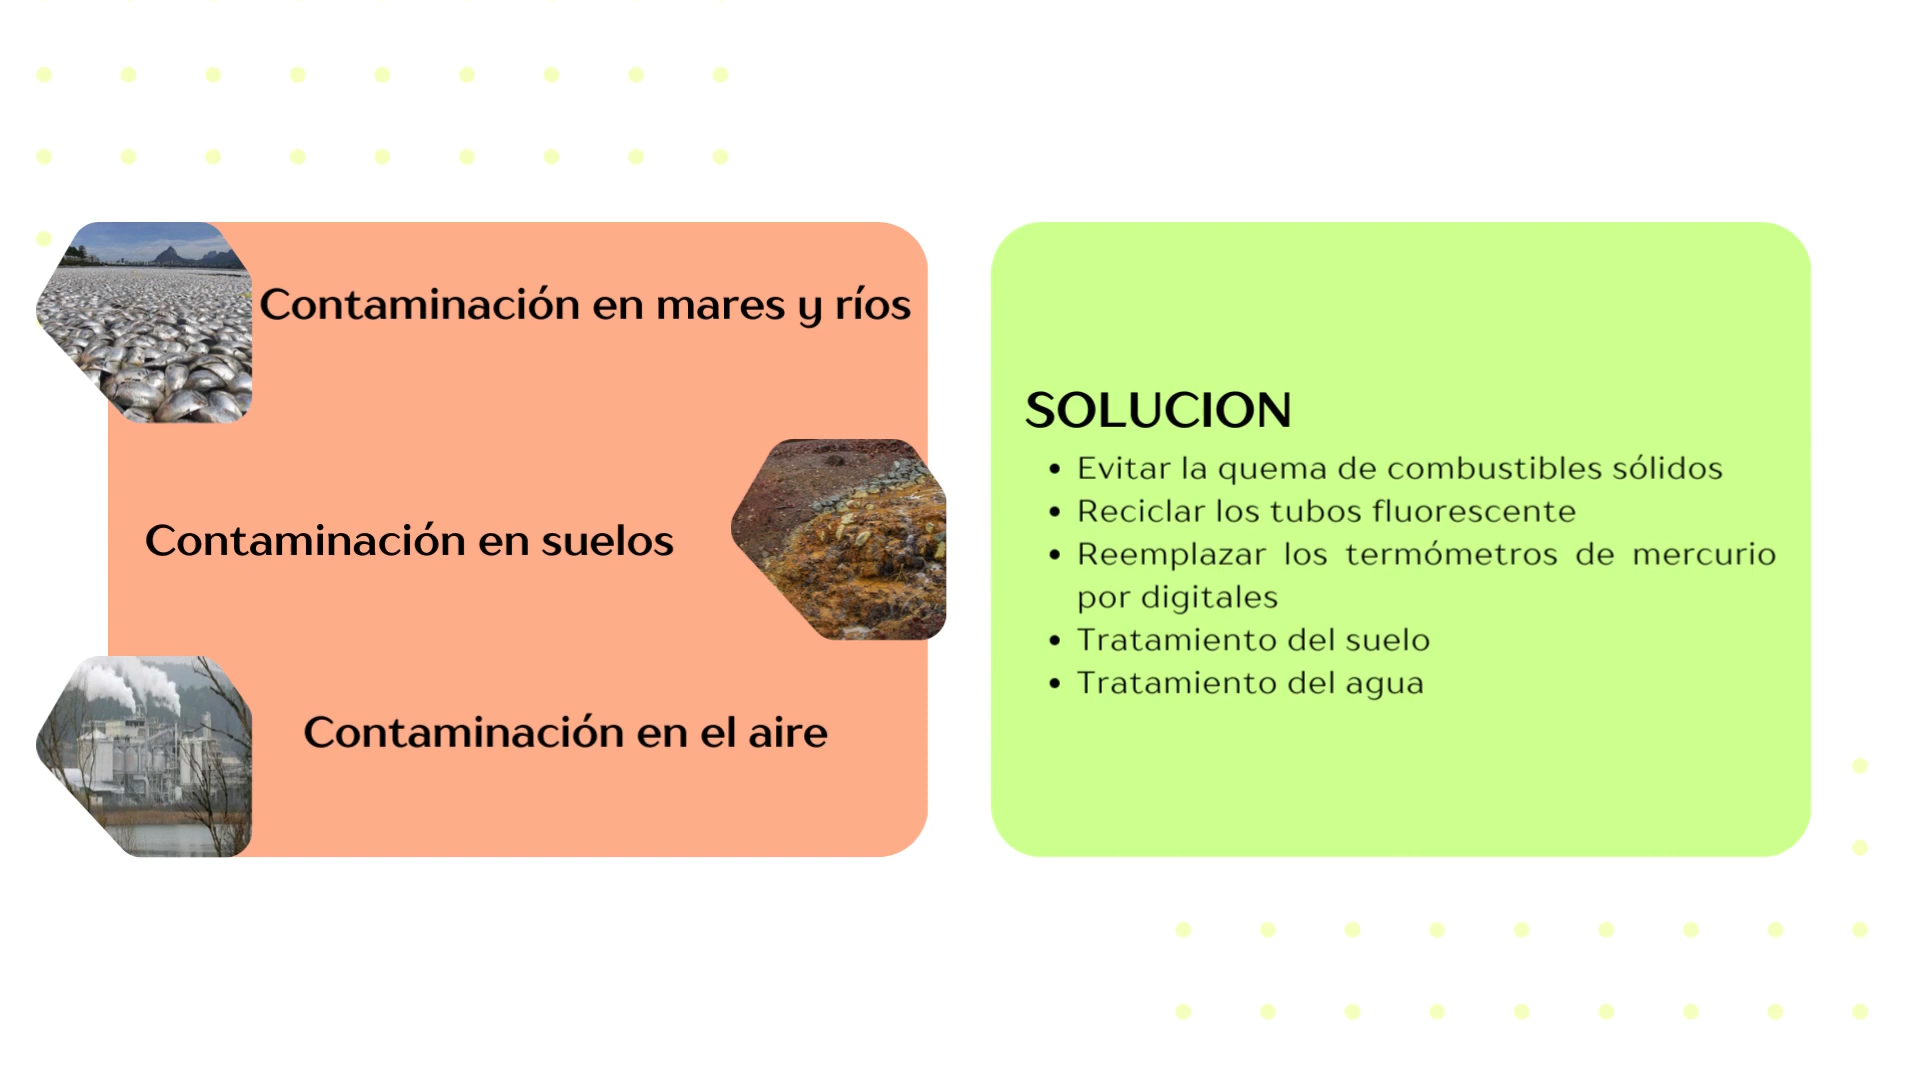 Contaminación en mares y ríos
Contaminación en suelos
Contaminación en el aire
SOLUCION
• Evitar la quema de combustibles sólidos
• Reciclar los tubos fluorescente
• Reemplazar los termómetros de mercurio
por digitales
• Tratamiento del suelo
• Tratamiento del agua